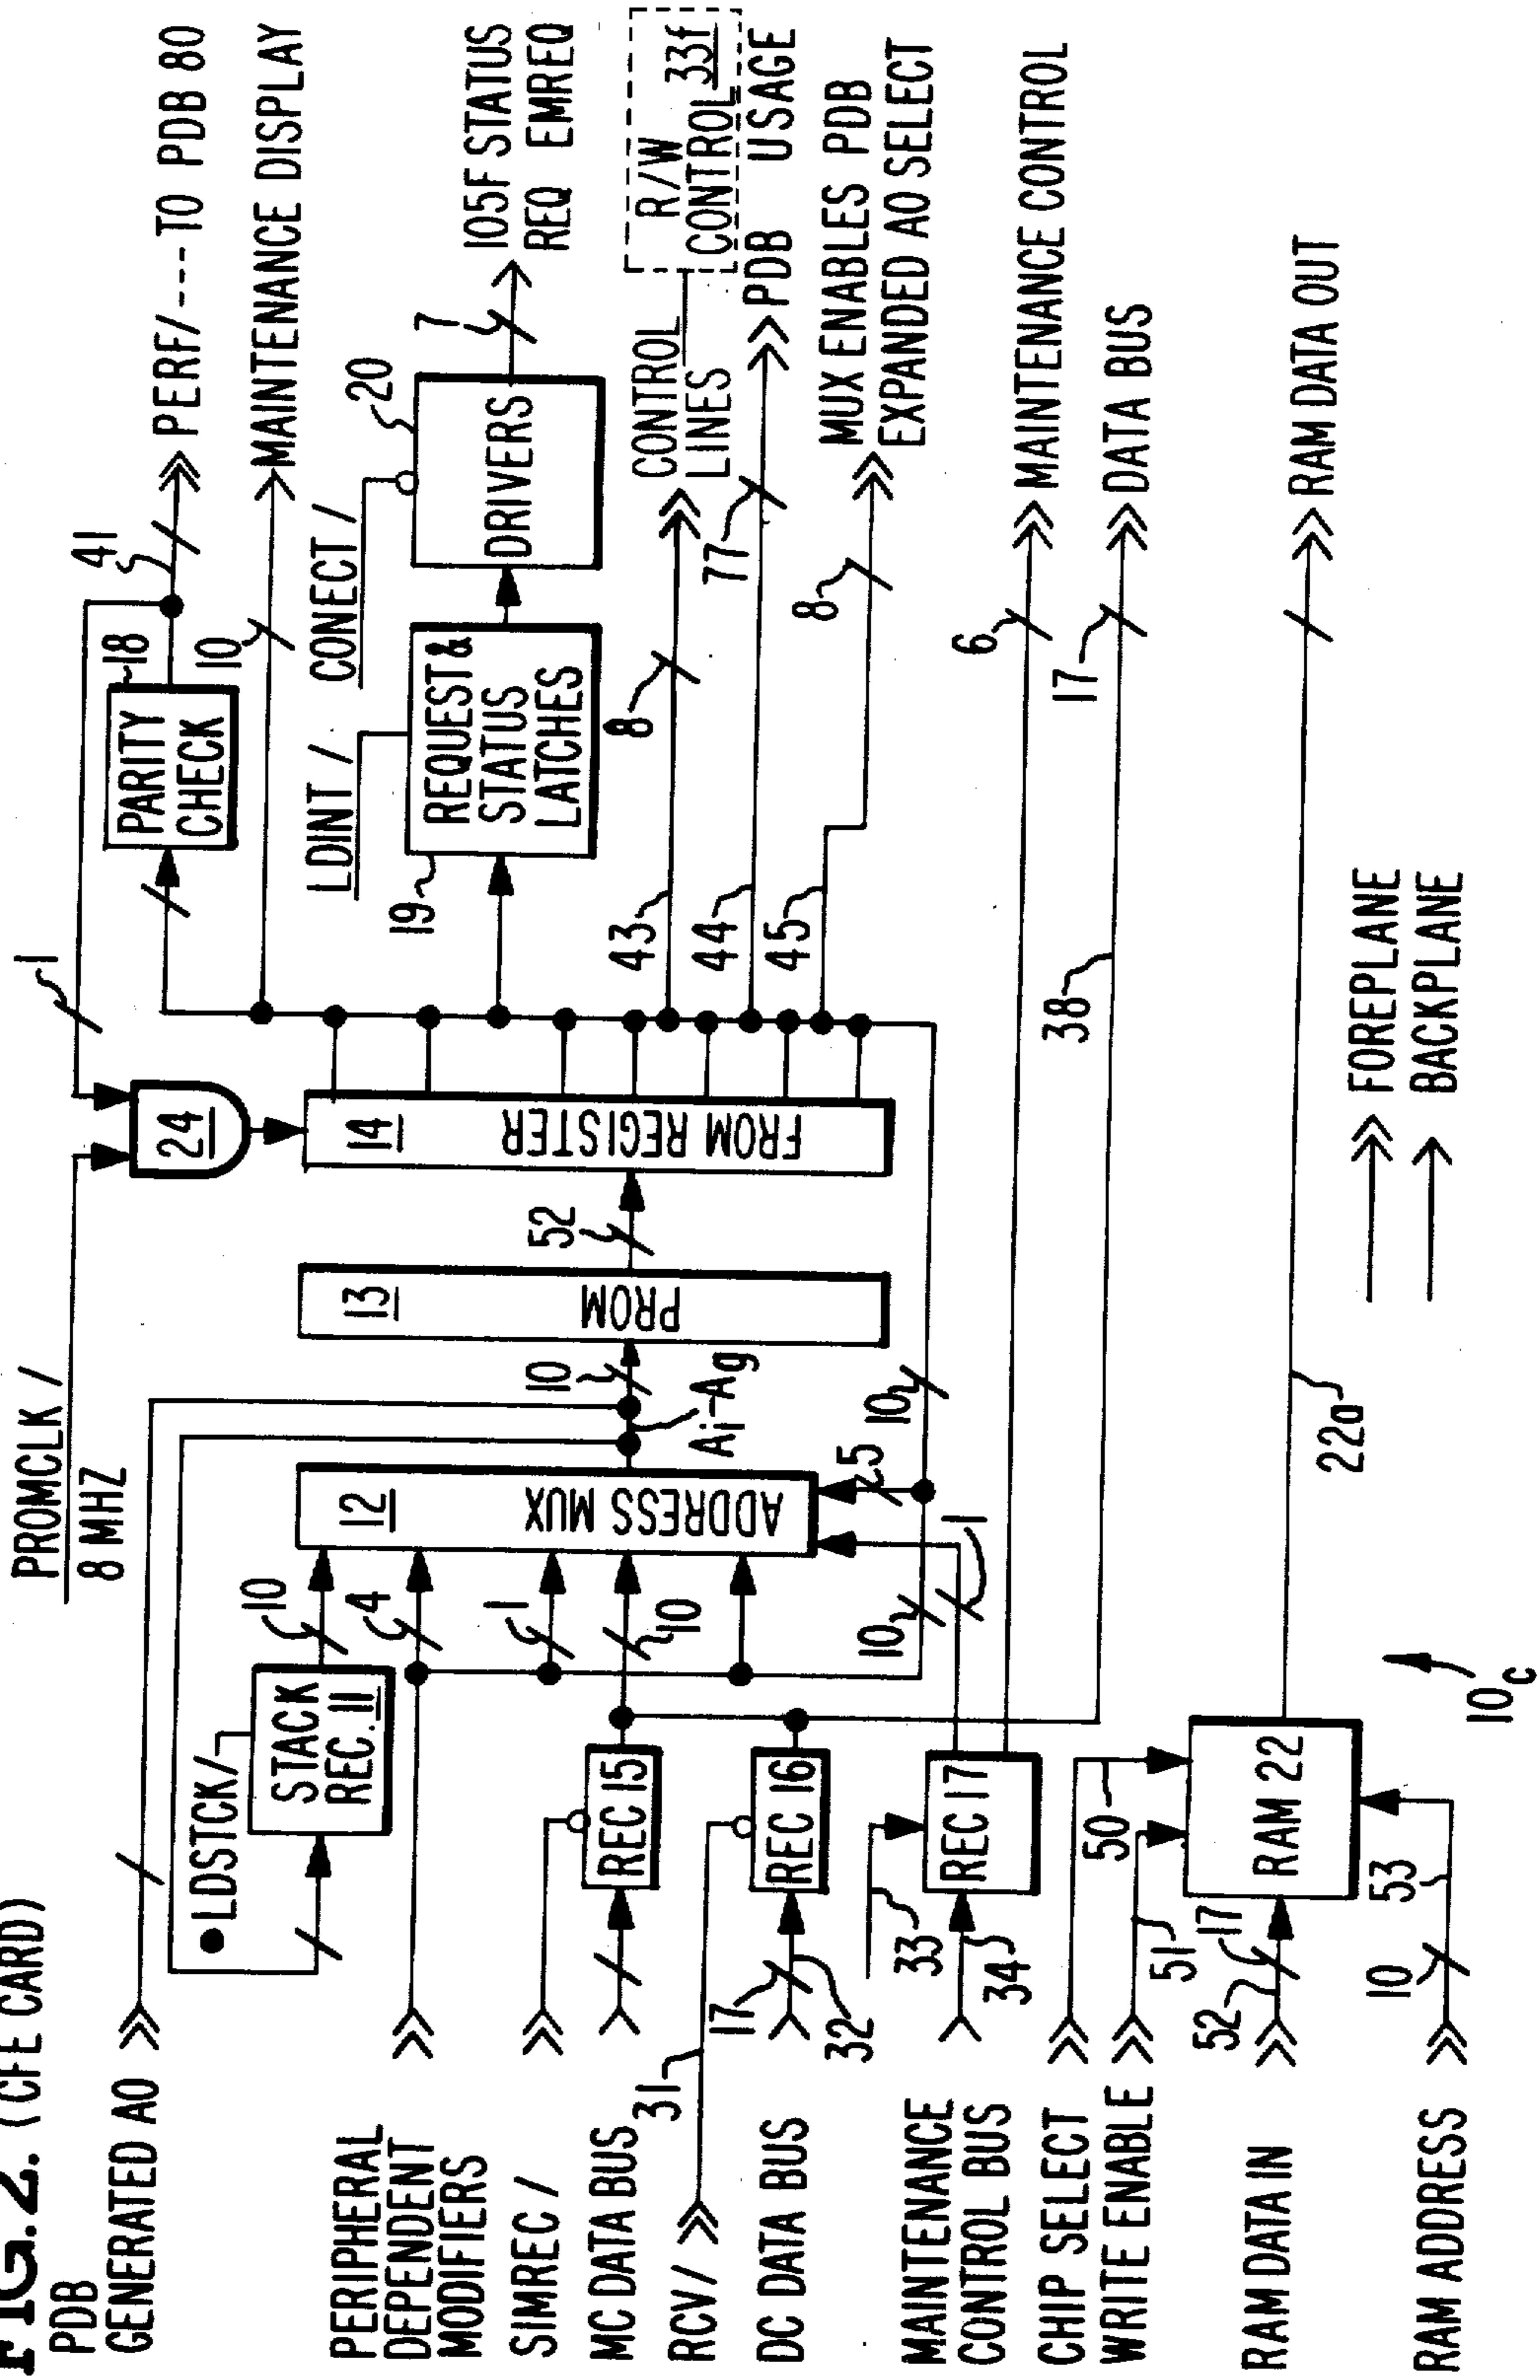 FIG.2. (CFE CARD)
PDB
GENERATED A0
PERIPHERAL
DEPENDENT
MODIFIERS
SIMREC /
MC DATA BUS
RCV/
31
DC DATA BUS
17
32
MAINTENANCE
CONTROL BUS
33
34
CHIP SELECT
50
WRITE ENABLE
51
RAM DATA IN
52
17
RAM ADDRESS
10
53
LDSTCK/
STACK
REC. 11
REC 15
REC 16
REC 17
RAM 22
10
4
1
10
10
1
5
10
PROMCLK /
8 MHZ
12
ADDRESS MUX
10
Ai-A9
13
PROM
52
24
14
FROM REGISTER
1
18
PARITY
CHECK
41
PERF/---TO PDB 80
10
MAINTENANCE DISPLAY
LDINT /
19
REQUEST &
STATUS
LATCHES
CONECT /
20
DRIVERS
7
105F STATUS
REQ EMREQ
43
8
CONTROL
LINES
R/W
CONTROL 33f
44
77
PDB USAGE
45
8
MUX ENABLES PDB
EXPANDED A0 SELECT
6
MAINTENANCE CONTROL
38
17
DATA BUS
22a
RAM DATA OUT
FOREPLANE
BACKPLANE
10c